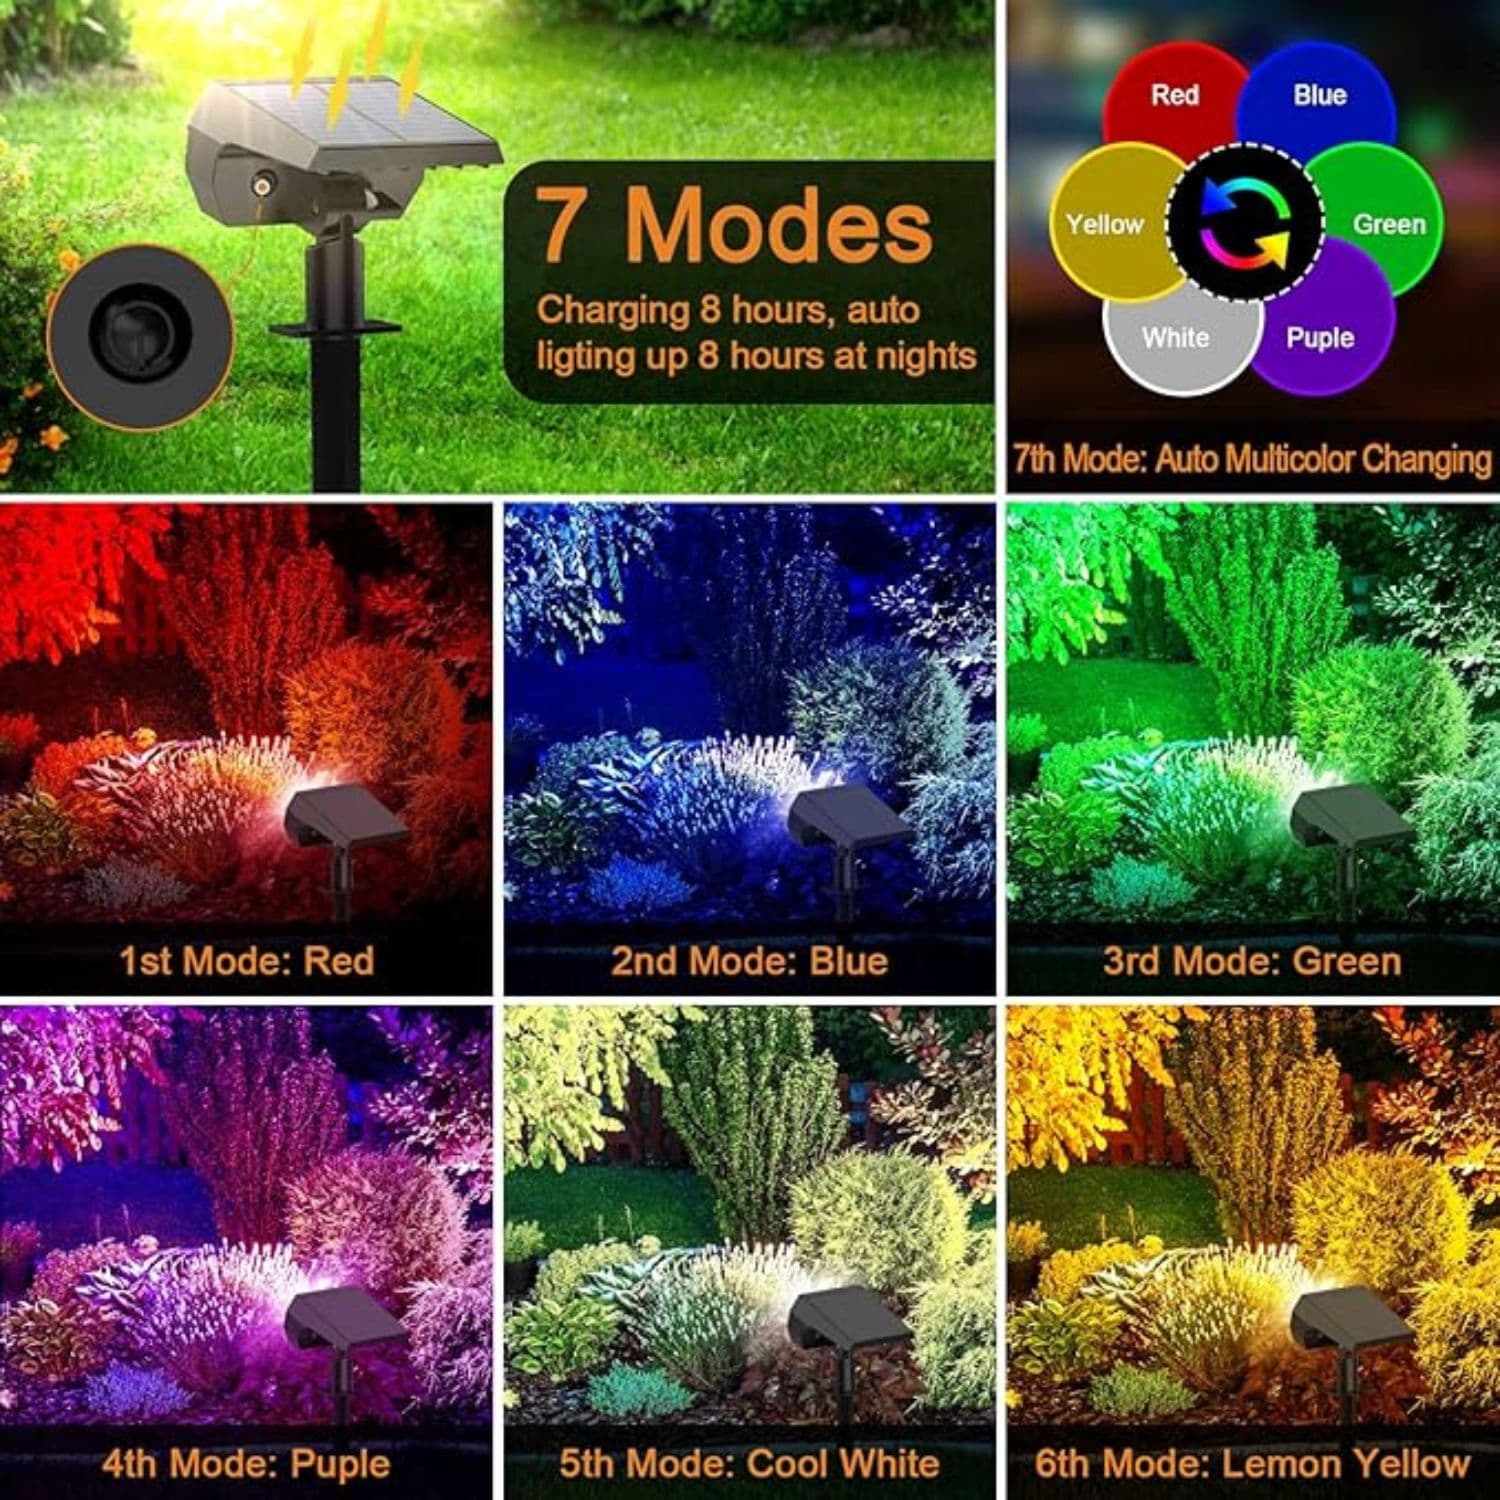 7 Modes
Charging 8 hours, auto
ligting up 8 hours at nights
Red
Blue
Yellow
Green
White
Puple
7th Mode: Auto Multicolor Changing
1st Mode: Red
2nd Mode: Blue
3rd Mode: Green
4th Mode: Puple
5th Mode: Cool White
6th Mode: Lemon Yellow